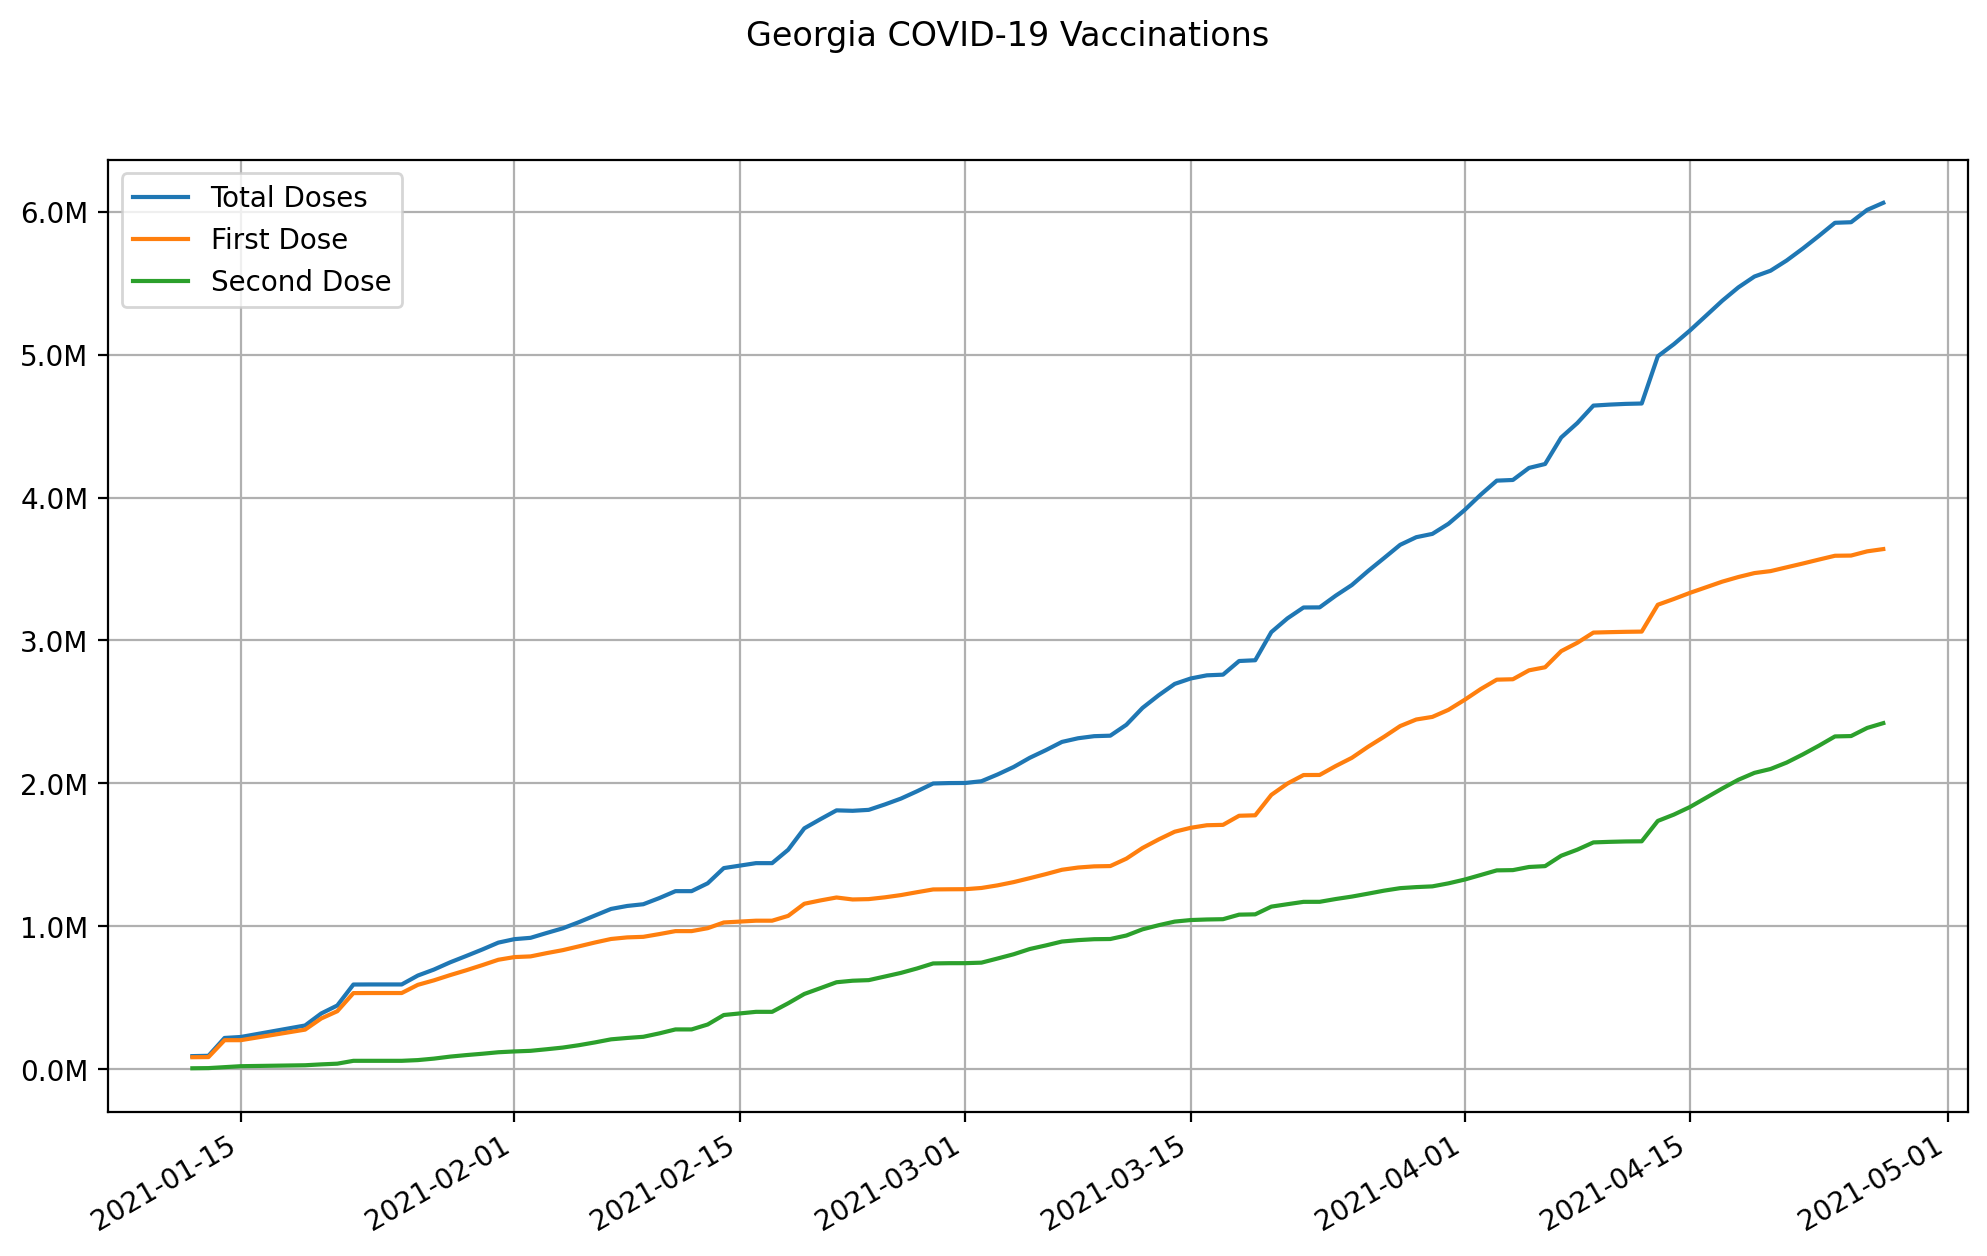 Georgia COVID-19 Vaccinations
Total Doses
First Dose
Second Dose
6.0M
5.0M
4.0M
3.0M
2.0M
1.0M
0.0M
2021-01-15
2021-02-01
2021-02-15
2021-03-01
2021-03-15
2021-04-01
2021-04-15
2021-05-01